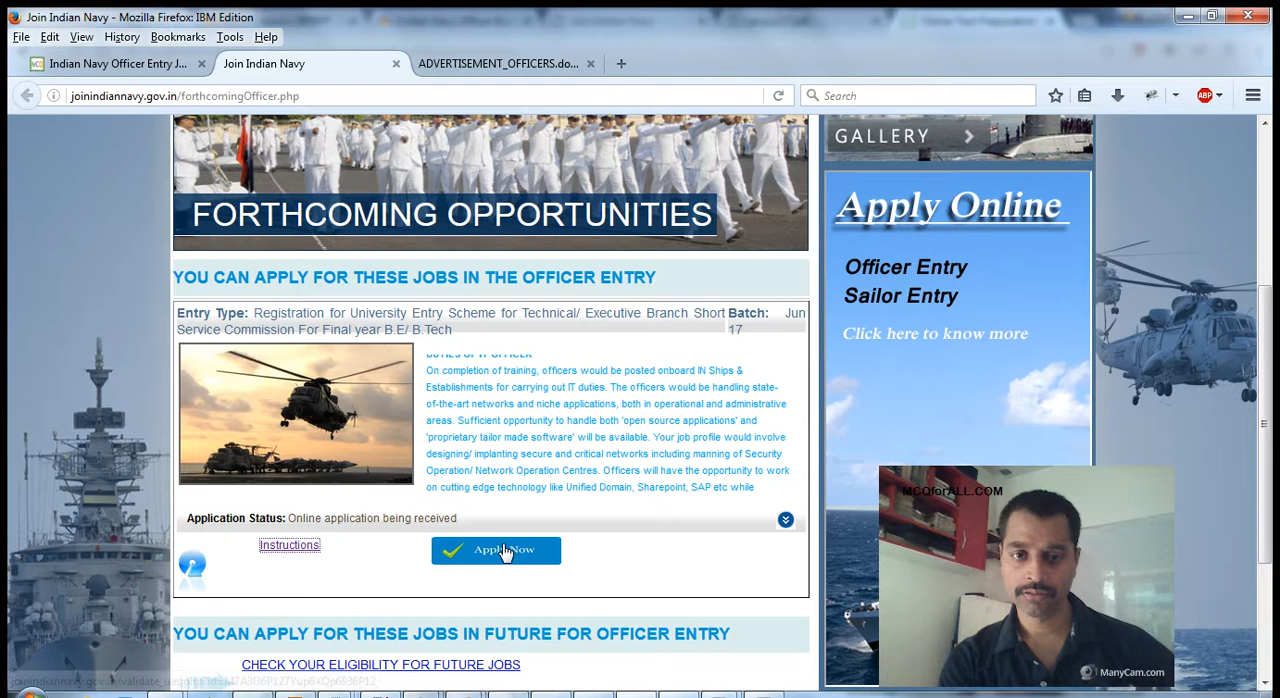 Join Indian Navy - Mozilla Firefox: IBM Edition
File Edit View History Bookmarks Tools Help
Indian Navy Officer Entry J...
Join Indian Navy
ADVERTISEMENT_OFFICERS.do...
joinindiannavy.gov.in/forthcomingOfficer.php
Search
ABP
GALLERY
FORTHCOMING OPPORTUNITIES
YOU CAN APPLY FOR THESE JOBS IN THE OFFICER ENTRY
Entry Type: Registration for University Entry Scheme for Technical/ Executive Branch Short
Service Commission For Final year B.E/ B.Tech
Batch: Jun
17
DUTIES OF IT OFFICER
On completion of training, officers would be posted onboard IN Ships &
Establishments for carrying out IT duties. The officers would be handling state-
of-the-art networks and niche applications, both in operational and administrative
areas. Sufficient opportunity to handle both 'open source applications' and
'proprietary tailor made software' will be available. Your job profile would involve
designing/ implanting secure and critical networks including manning of Security
Operation/ Network Operation Centres. Officers will have the opportunity to work
on cutting edge technology like Unified Domain, Sharepoint, SAP etc while
Application Status: Online application being received
Instructions
Apply Now
YOU CAN APPLY FOR THESE JOBS IN FUTURE FOR OFFICER ENTRY
CHECK YOUR ELIGIBILITY FOR FUTURE JOBS
Apply Online
Officer Entry
Sailor Entry
Click here to know more
MCQforALL.COM
ManyCam.com